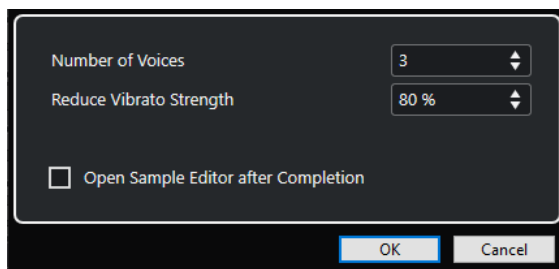 Number of Voices 3
Reduce Vibrato Strength 80 %
Open Sample Editor after Completion
OK Cancel